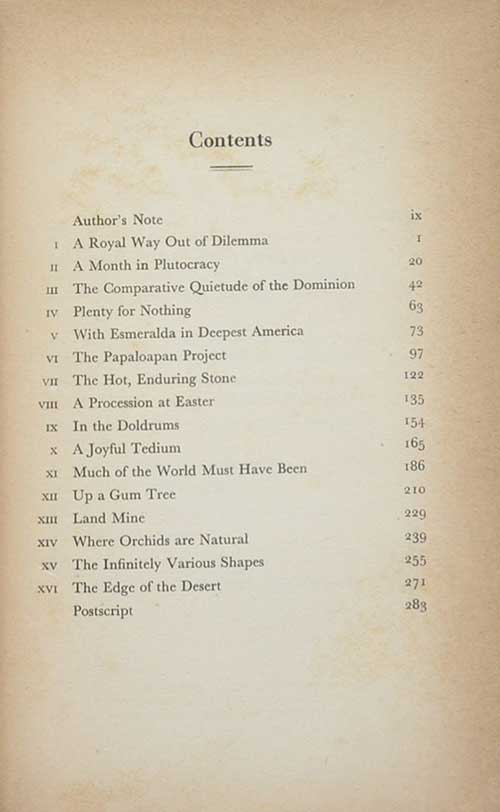 Contents
Author's Note ix
I A Royal Way Out of Dilemma 1
II A Month in Plutocracy 20
III The Comparative Quietude of the Dominion 42
IV Plenty for Nothing 63
V With Esmeralda in Deepest America 73
VI The Papaloapan Project 97
VII The Hot, Enduring Stone 122
VIII A Procession at Easter 135
IX In the Doldrums 154
X A Joyful Tedium 165
XI Much of the World Must Have Been 186
XII Up a Gum Tree 210
XIII Land Mine 229
XIV Where Orchids are Natural 239
XV The Infinitely Various Shapes 255
XVI The Edge of the Desert 271
Postscript 283